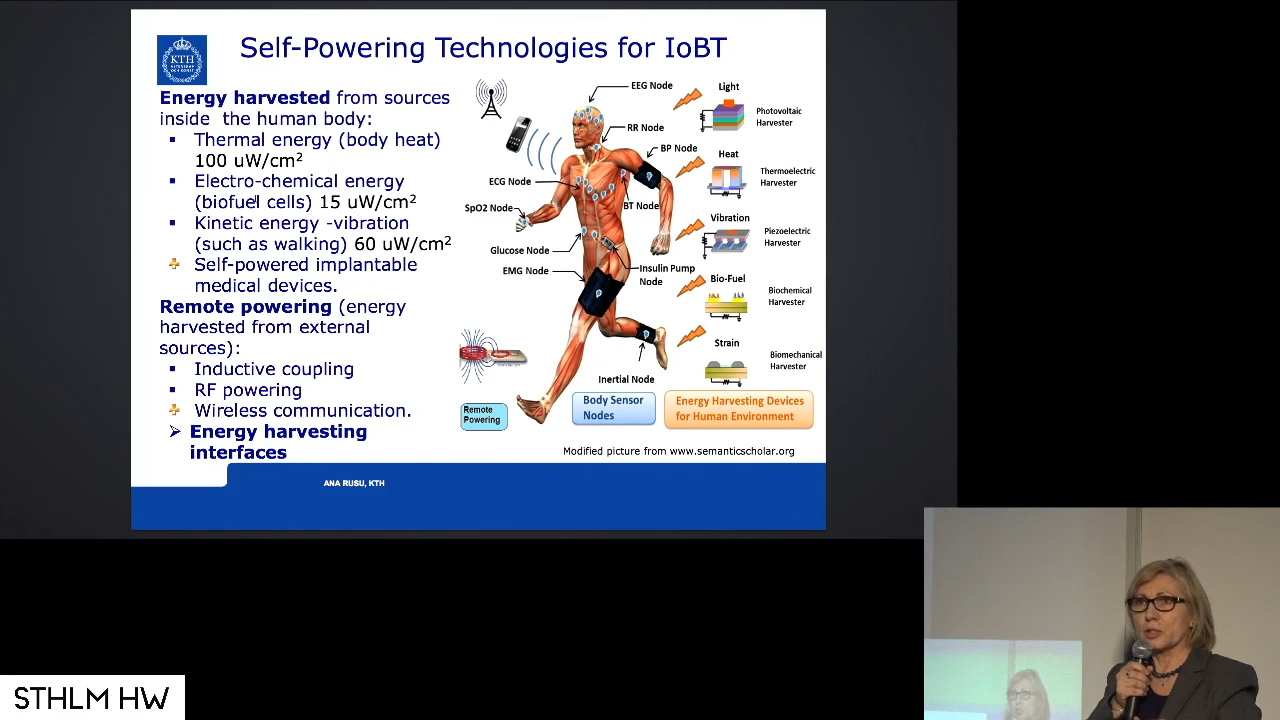 Self-Powering Technologies for IoBT
KTH
VETENSKAP
OCH KONST
Energy harvested from sources
inside the human body:
Thermal energy (body heat)
100 uW/cm²
Electro-chemical energy
(biofuel cells) 15 uW/cm²
Kinetic energy -vibration
(such as walking) 60 uW/cm²
Self-powered implantable
medical devices.
Remote powering (energy
harvested from external
sources):
Inductive coupling
RF powering
Wireless communication.
Energy harvesting
interfaces
EEG Node
RR Node
BP Node
ECG Node
BT Node
SpO2 Node
Glucose Node
EMG Node
Insulin Pump
Node
Inertial Node
Light
Photovoltaic
Harvester
Heat
Thermoelectric
Harvester
Vibration
Piezoelectric
Harvester
Bio-Fuel
Biochemical
Harvester
Strain
Biomechanical
Harvester
Remote
Powering
Body Sensor
Nodes
Energy Harvesting Devices
for Human Environment
Modified picture from www.semanticscholar.org
ANA RUSU, KTH
STHLM HW